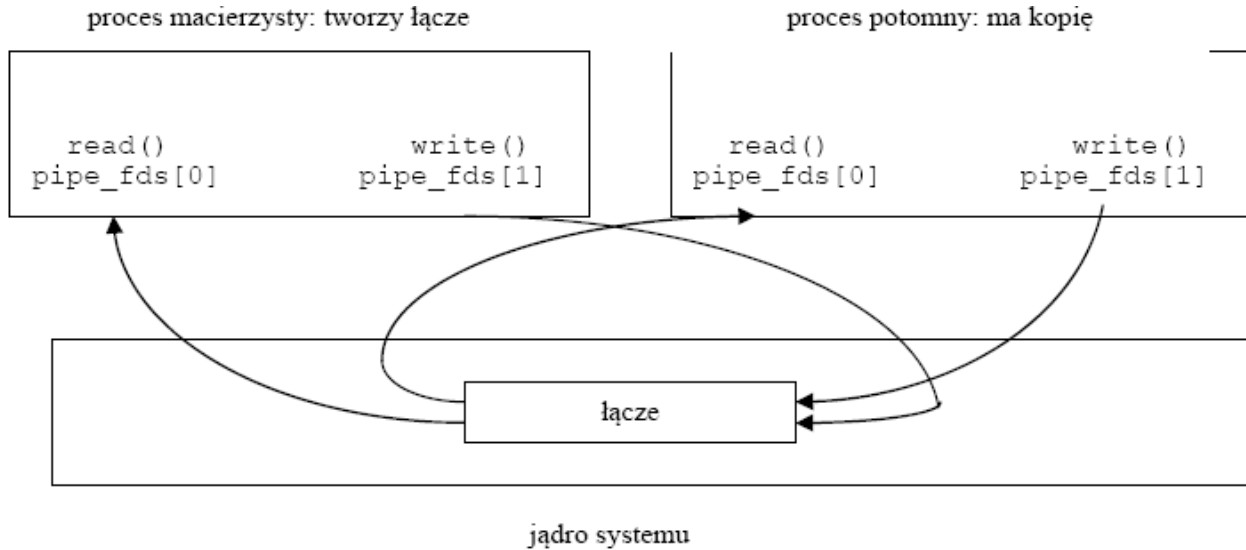 proces macierzysty: tworzy łącze
proces potomny: ma kopię
read()
pipe_fds[0]
write()
pipe_fds[1]
read()
pipe_fds[0]
write()
pipe_fds[1]
łącze
jądro systemu